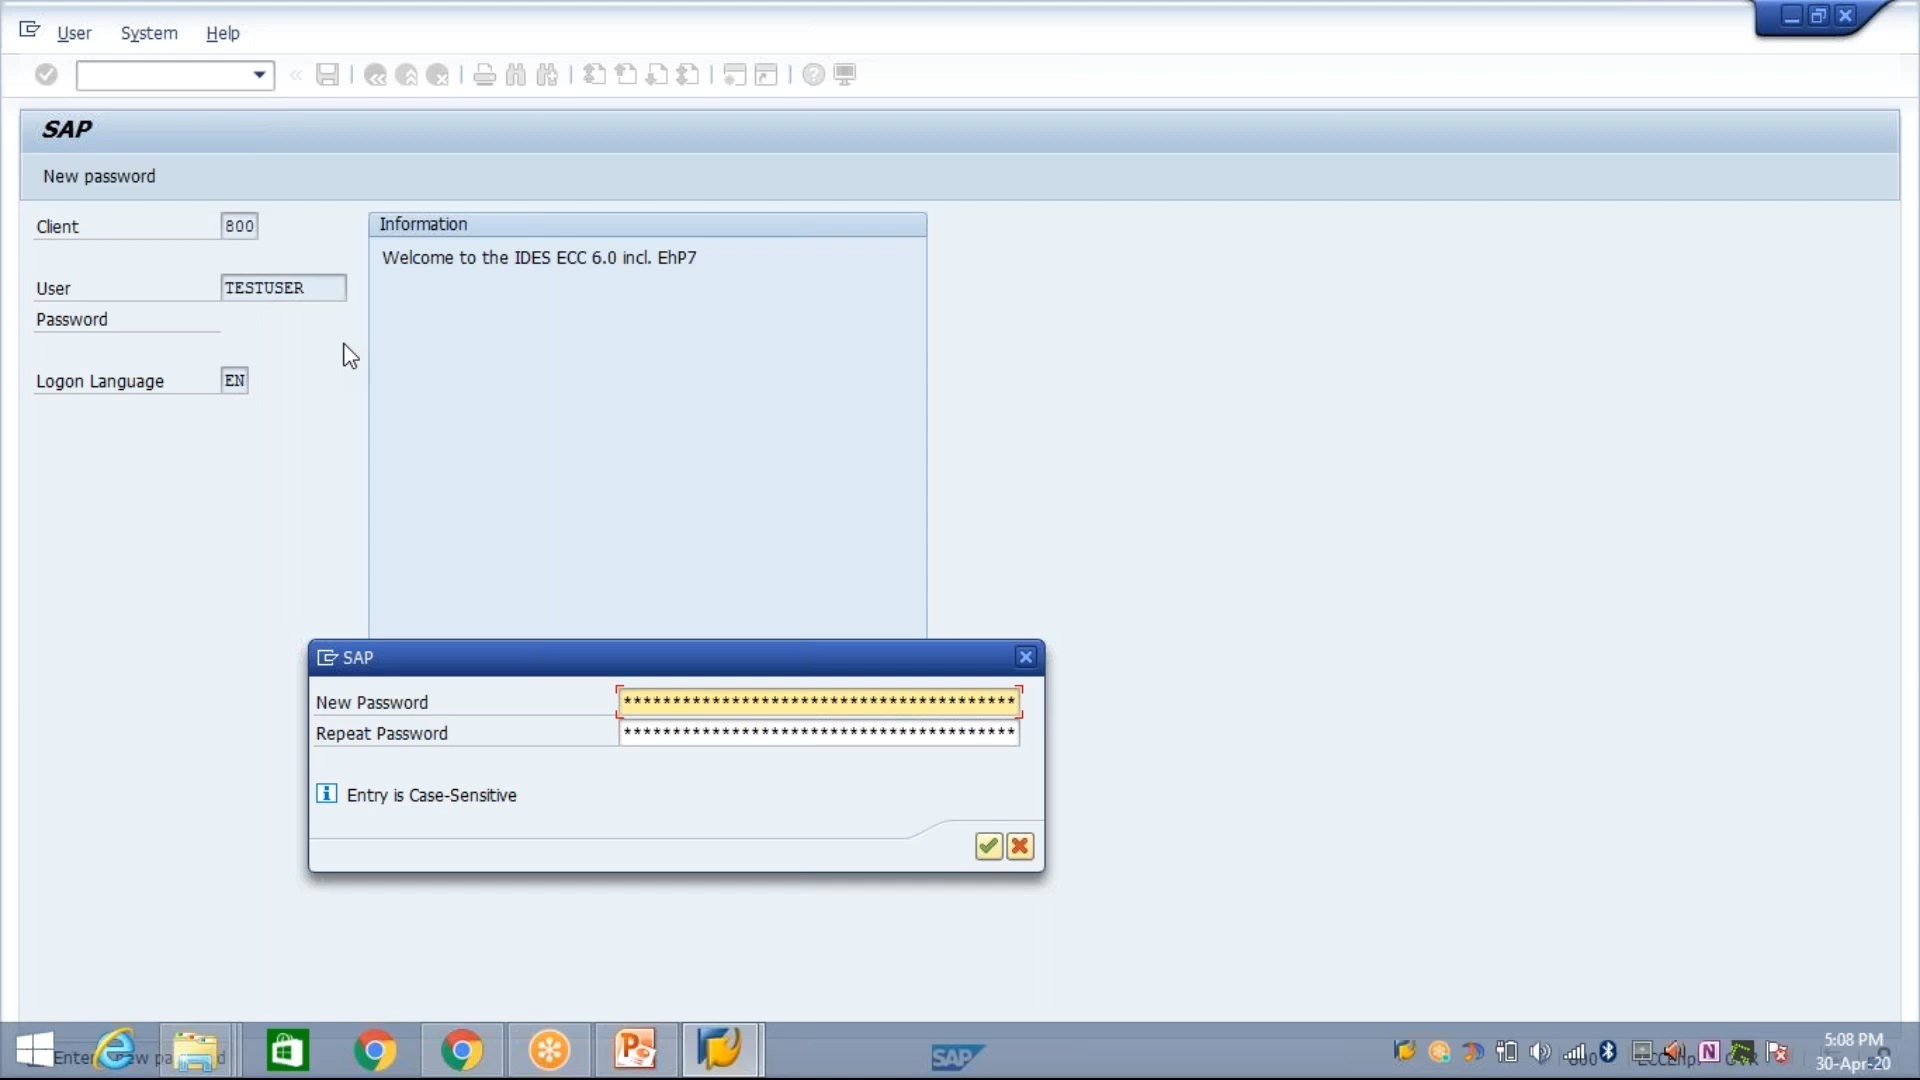 User System Help
SAP
New password
Client 800
Information
Welcome to the IDES ECC 6.0 incl. EhP7
User TESTUSER
Password
Logon Language EN
SAP
New Password ****************************************
Repeat Password ****************************************
Entry is Case-Sensitive
SAP
5:08 PM
30-Apr-20